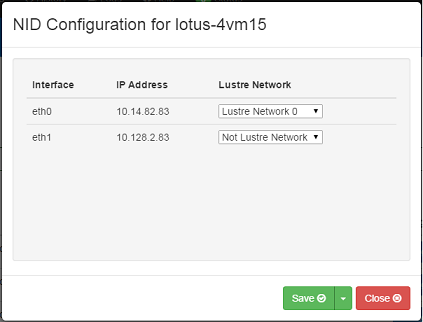 NID Configuration for lotus-4vm15
Interface IP Address Lustre Network
eth0 10.14.82.83 Lustre Network 0
eth1 10.128.2.83 Not Lustre Network
Save Close